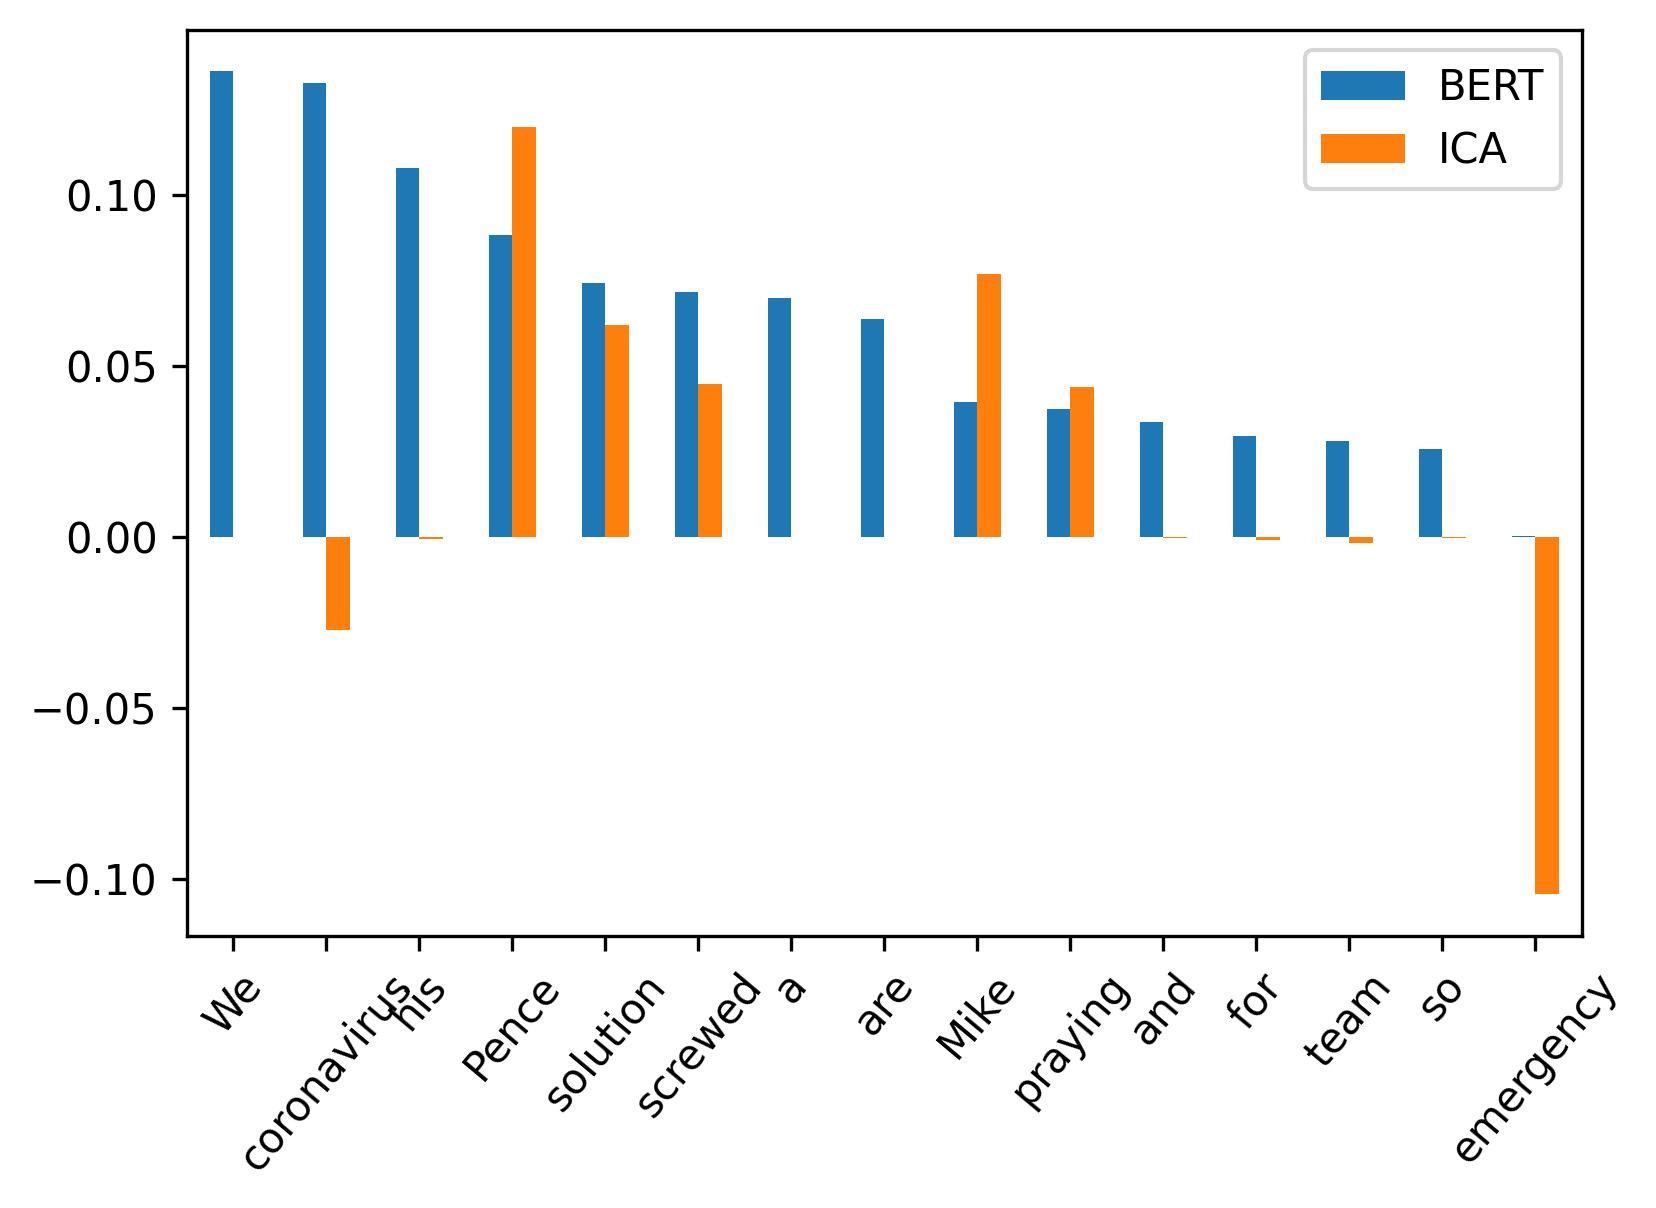 BERT
ICA
0.10
0.05
0.00
−0.05
−0.10
We
coronavirus
his
Pence
solution
screwed
a
are
Mike
praying
and
for
team
so
emergency